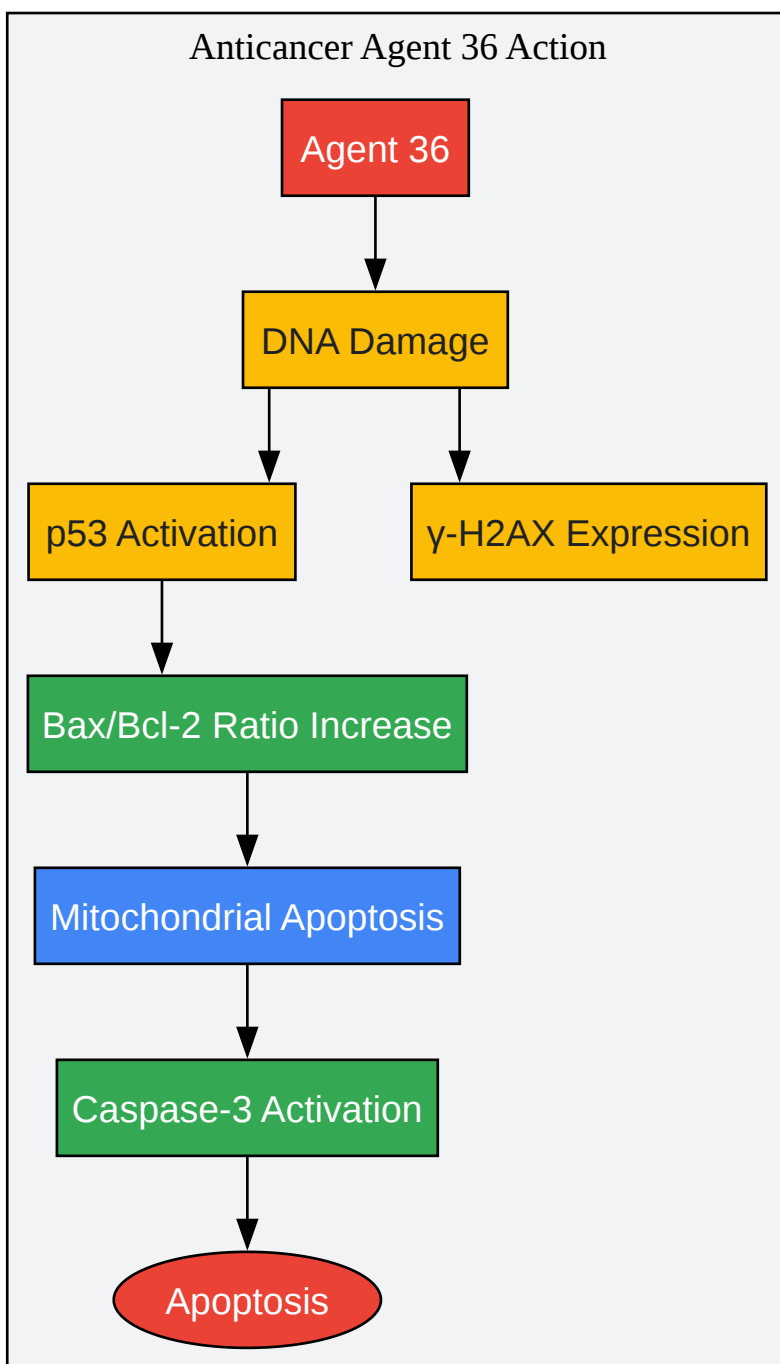 Anticancer Agent 36 Action
Agent 36
DNA Damage
p53 Activation
γ-H2AX Expression
Bax/Bcl-2 Ratio Increase
Mitochondrial Apoptosis
Caspase-3 Activation
Apoptosis